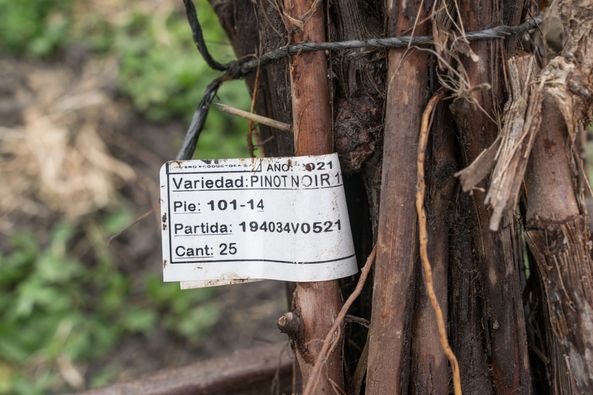 AÑO: 2021
Variedad: PINOT NOIR 1
Pie: 101-14
Partida: 194034V0521
Cant: 25